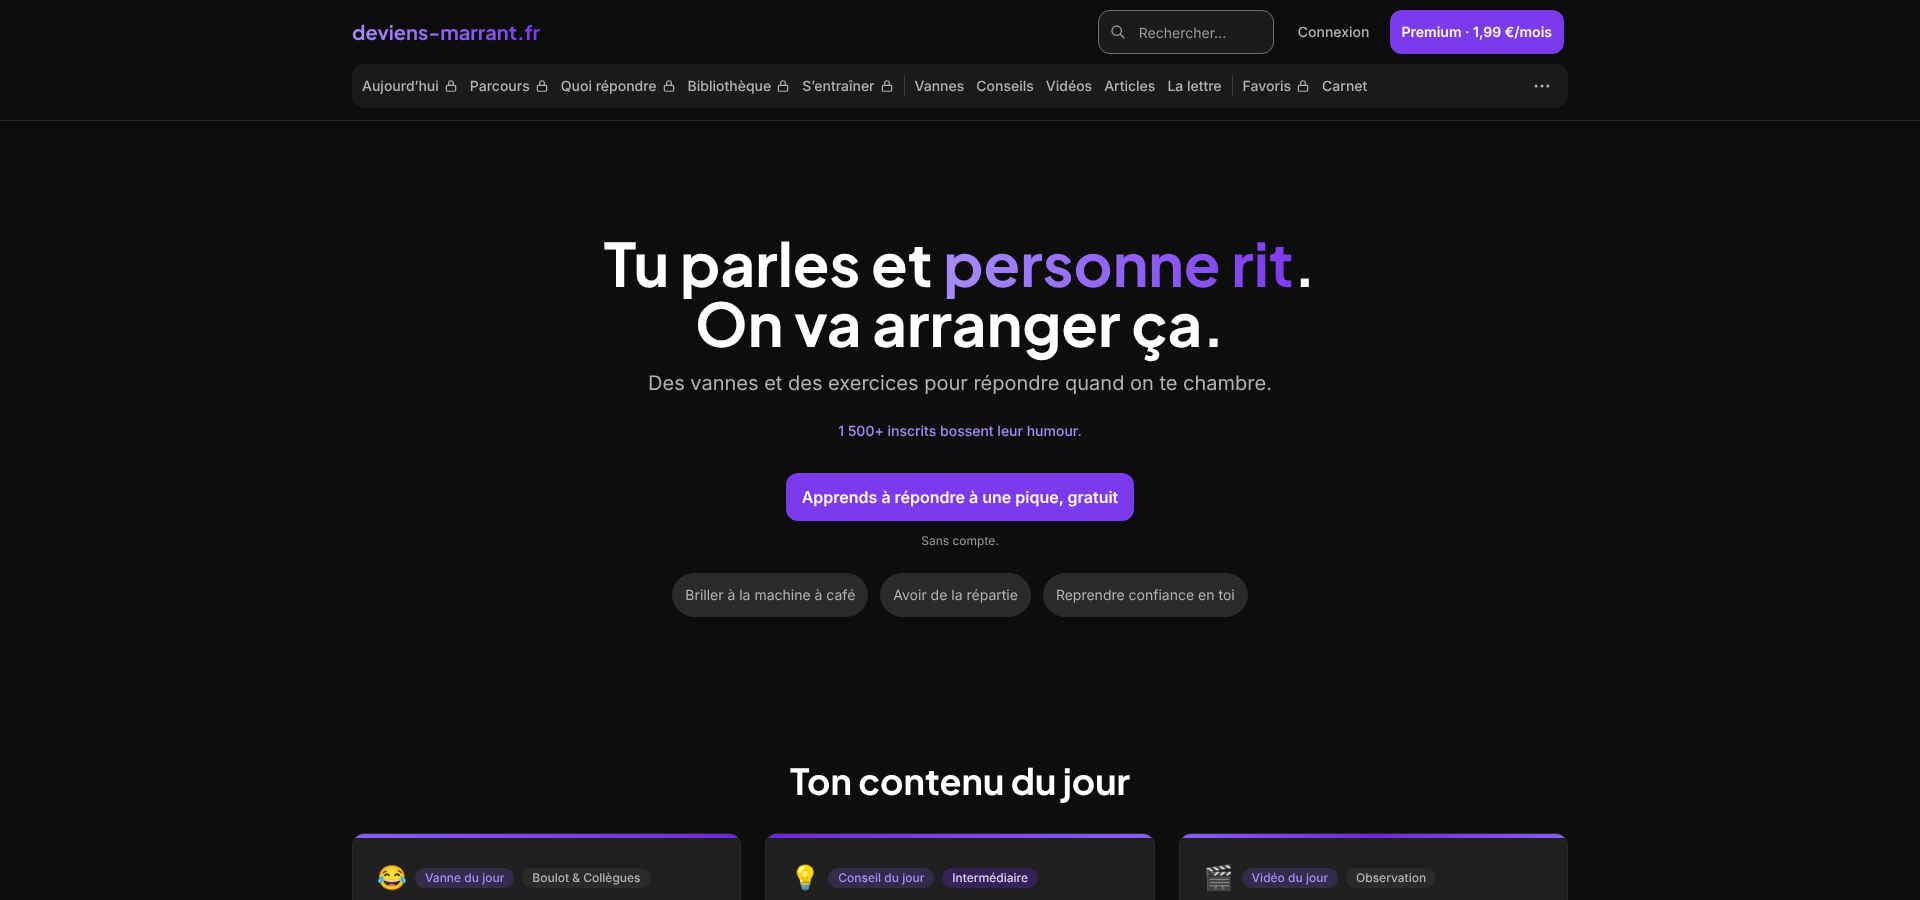 deviens-marrant.fr
Rechercher...
Connexion
Premium · 1,99 €/mois
Aujourd’hui
Parcours
Quoi répondre
Bibliothèque
S’entraîner
Vannes
Conseils
Vidéos
Articles
La lettre
Favoris
Carnet
Tu parles et personne rit.
On va arranger ça.
Des vannes et des exercices pour répondre quand on te chambre.
1 500+ inscrits bossent leur humour.
Apprends à répondre à une pique, gratuit
Sans compte.
Briller à la machine à café
Avoir de la répartie
Reprendre confiance en toi
Ton contenu du jour
Vanne du jour
Boulot & Collègues
Conseil du jour
Intermédiaire
Vidéo du jour
Observation